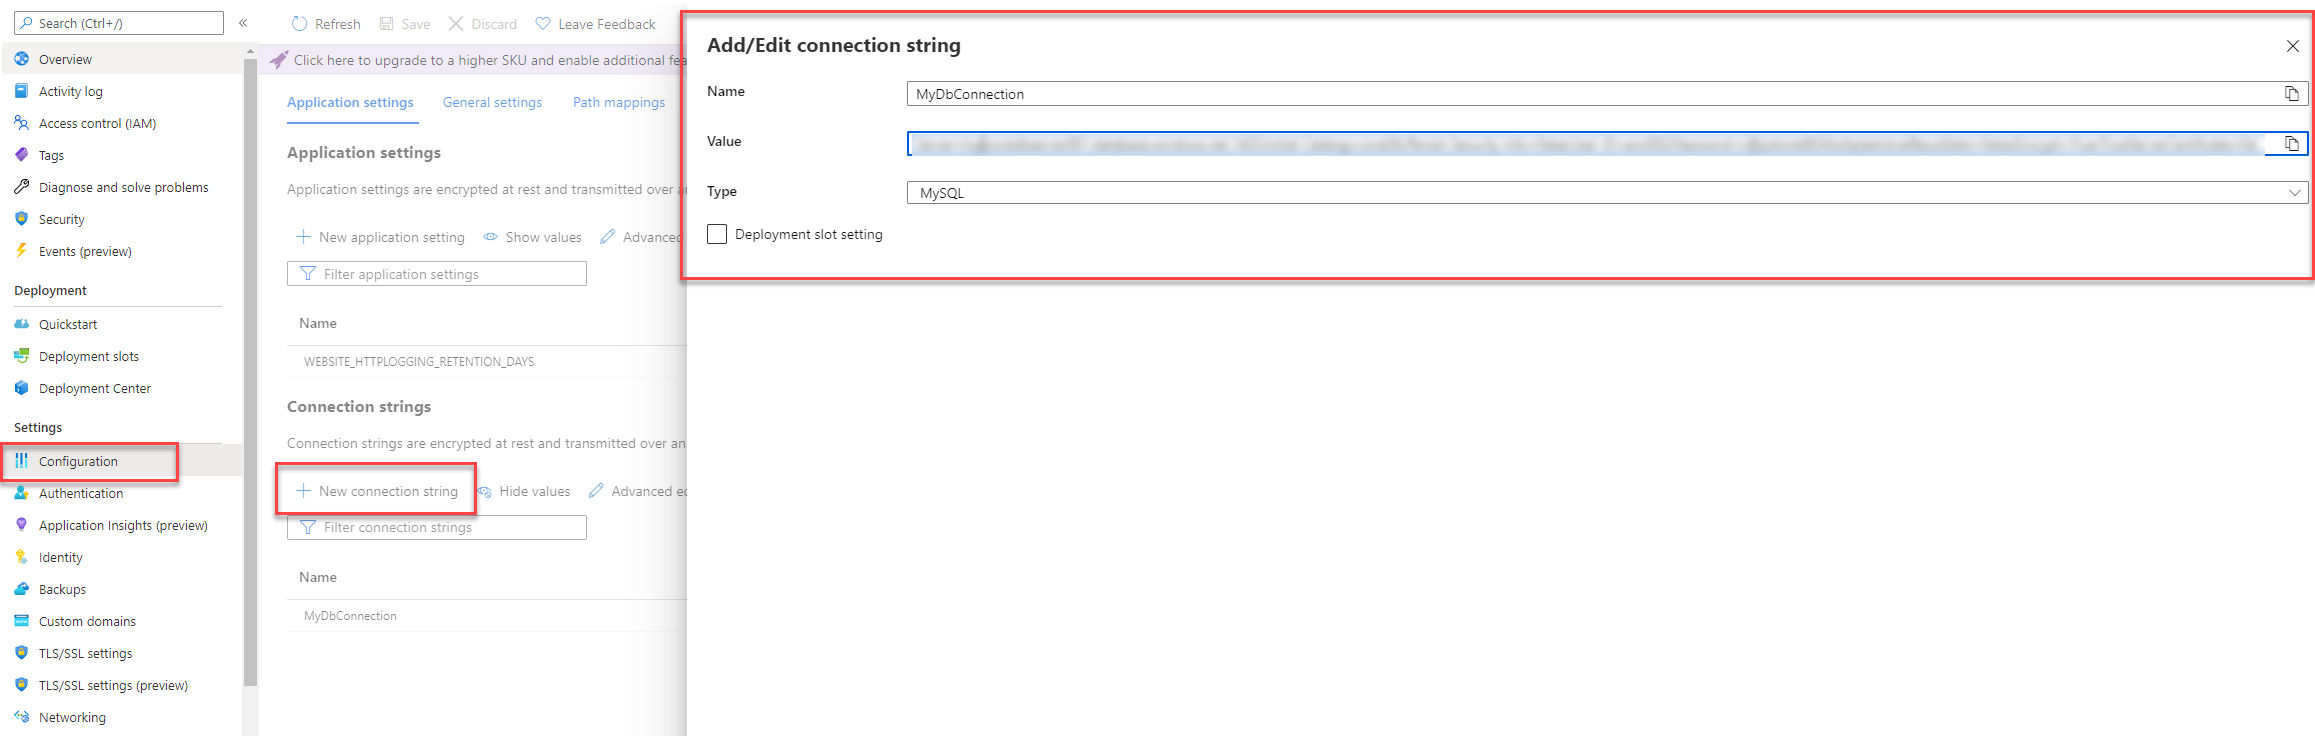 Search (Ctrl+/)
«
Overview
Activity log
Access control (IAM)
Tags
Diagnose and solve problems
Security
Events (preview)
Deployment
Quickstart
Deployment slots
Deployment Center
Settings
Configuration
Authentication
Application Insights (preview)
Identity
Backups
Custom domains
TLS/SSL settings
TLS/SSL settings (preview)
Networking
Refresh Save Discard Leave Feedback
Click here to upgrade to a higher SKU and enable additional fea
Application settings General settings Path mappings
Application settings
Application settings are encrypted at rest and transmitted over
New application setting Show values Advanced
Filter application settings
Name
WEBSITE_HTTPLOGGING_RETENTION_DAYS
Connection strings
Connection strings are encrypted at rest and transmitted over an
New connection string Hide values Advanced
Filter connection strings
Name
MyDbConnection
Add/Edit connection string
Name MyDbConnection
Value
Type MySQL
Deployment slot setting